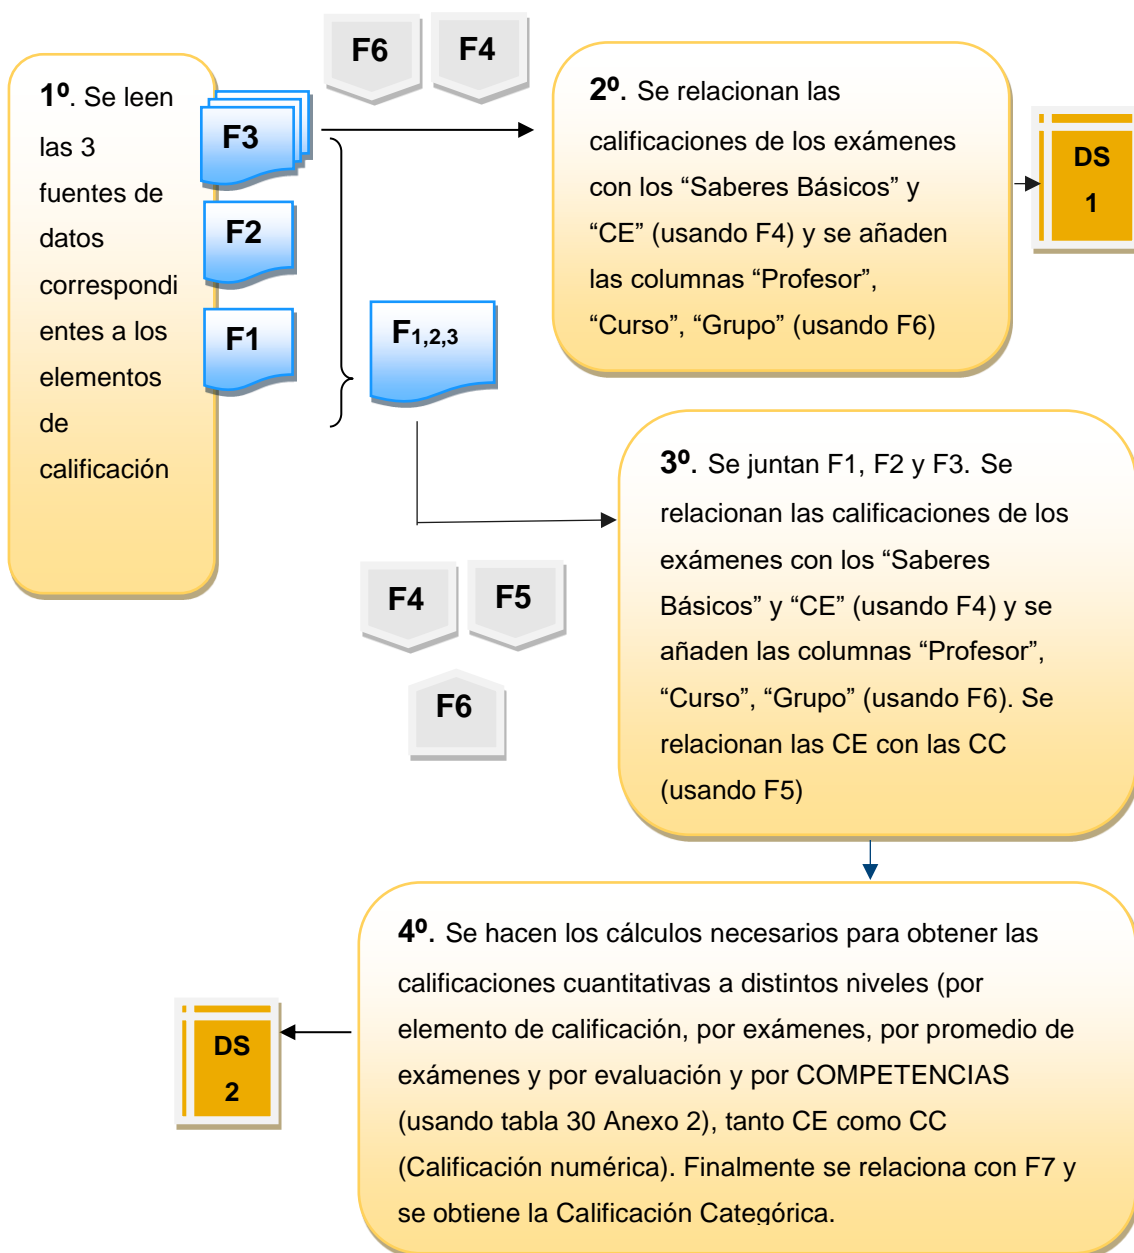 1º. Se leen
las 3
fuentes de
datos
correspondi
entes a los
elementos
de
calificación
F3
F2
F1
F6
F4
2º. Se relacionan las
calificaciones de los exámenes
con los “Saberes Básicos” y
“CE” (usando F4) y se añaden
las columnas “Profesor”,
“Curso”, “Grupo” (usando F6)
DS
1
F1,2,3
F4
F5
F6
3º. Se juntan F1, F2 y F3. Se
relacionan las calificaciones de los
exámenes con los “Saberes
Básicos” y “CE” (usando F4) y se
añaden las columnas “Profesor”,
“Curso”, “Grupo” (usando F6). Se
relacionan las CE con las CC
(usando F5)
4º. Se hacen los cálculos necesarios para obtener las
calificaciones cuantitativas a distintos niveles (por
elemento de calificación, por exámenes, por promedio de
exámenes y por evaluación y por COMPETENCIAS
(usando tabla 30 Anexo 2), tanto CE como CC
(Calificación numérica). Finalmente se relaciona con F7 y
se obtiene la Calificación Categórica.
DS
2